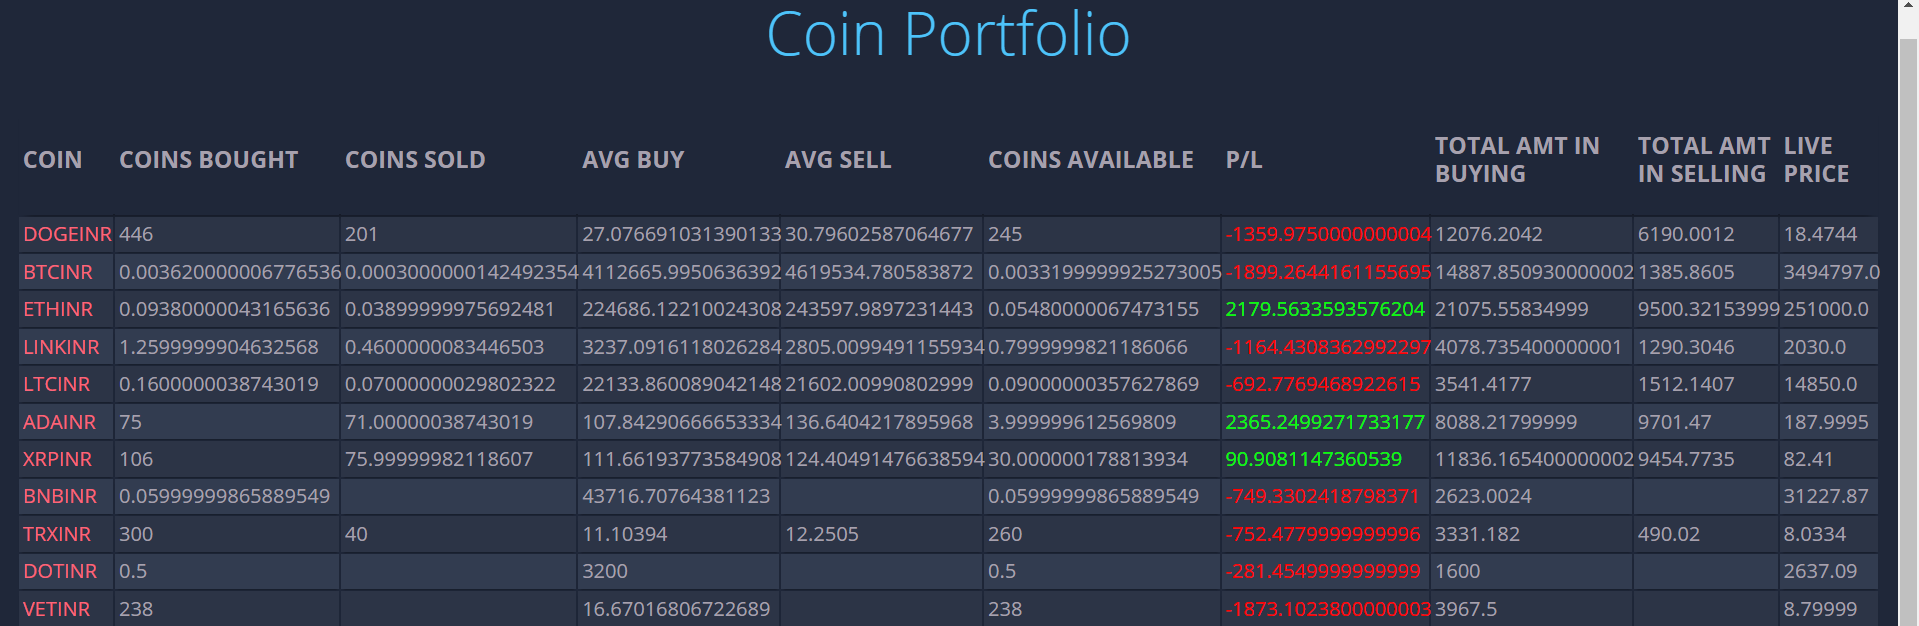 Coin Portfolio
COIN COINS BOUGHT COINS SOLD AVG BUY AVG SELL COINS AVAILABLE P/L TOTAL AMT IN BUYING TOTAL AMT IN SELLING LIVE PRICE
DOGEINR 446 201 27.076691031390133 30.79602587064677 245 -1359.9750000000004 12076.2042 6190.0012 18.4744
BTCINR 0.003620000006776536 0.000300000142492354 4112665.9950636392 4619534.780583872 0.0033199999925273005 -1899.2644161155695 14887.850930000002 1385.8605 3494797.0
ETHINR 0.09380000043165636 0.03899999975692481 224686.12210024308 243597.9897231443 0.05480000067473155 2179.5633593576204 21075.55834999 9500.32153999 251000.0
LINKINR 1.2599999904632568 0.4600000083446503 3237.0916118026284 2805.0099491155934 0.7999999821186066 -1164.4308362992297 4078.735400000001 1290.3046 2030.0
LTCINR 0.1600000038743019 0.07000000029802322 22133.860089042148 21602.00990802999 0.09000000357627869 -692.7769468922615 3541.4177 1512.1407 14850.0
ADAINR 75 71.00000038743019 107.84290666653334 136.6404217895968 3.999999612569809 2365.2499271733177 8088.21799999 9701.47 187.9995
XRPINR 106 75.99999982118607 111.66193773584908 124.40491476638594 30.000000178813934 90.9081147360539 11836.165400000002 9454.7735 82.41
BNBINR 0.05999999865889549 43716.70764381123 0.05999999865889549 -749.3302418798371 2623.0024 31227.87
TRXINR 300 40 11.10394 12.2505 260 -752.4779999999996 3331.182 490.02 8.0334
DOTINR 0.5 3200 0.5 -281.4549999999999 1600 2637.09
VETINR 238 16.67016806722689 238 -1873.1023800000003 3967.5 8.79999